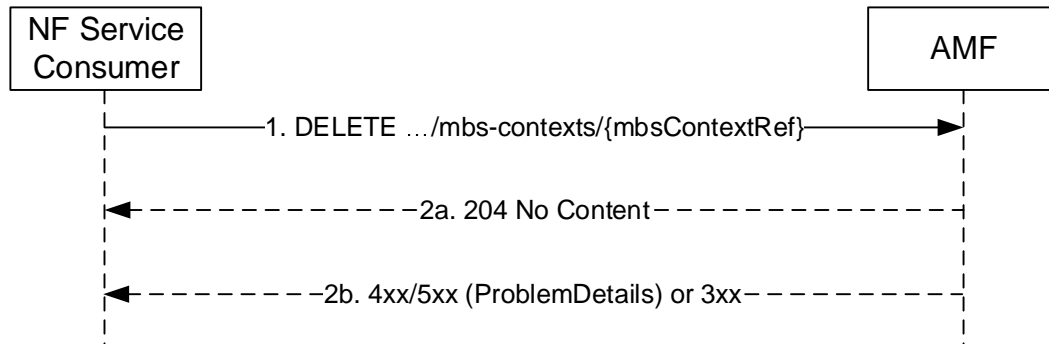 NF Service
Consumer
AMF
1. DELETE …/mbs-contexts/{mbsContextRef}
2a. 204 No Content
2b. 4xx/5xx (ProblemDetails) or 3xx